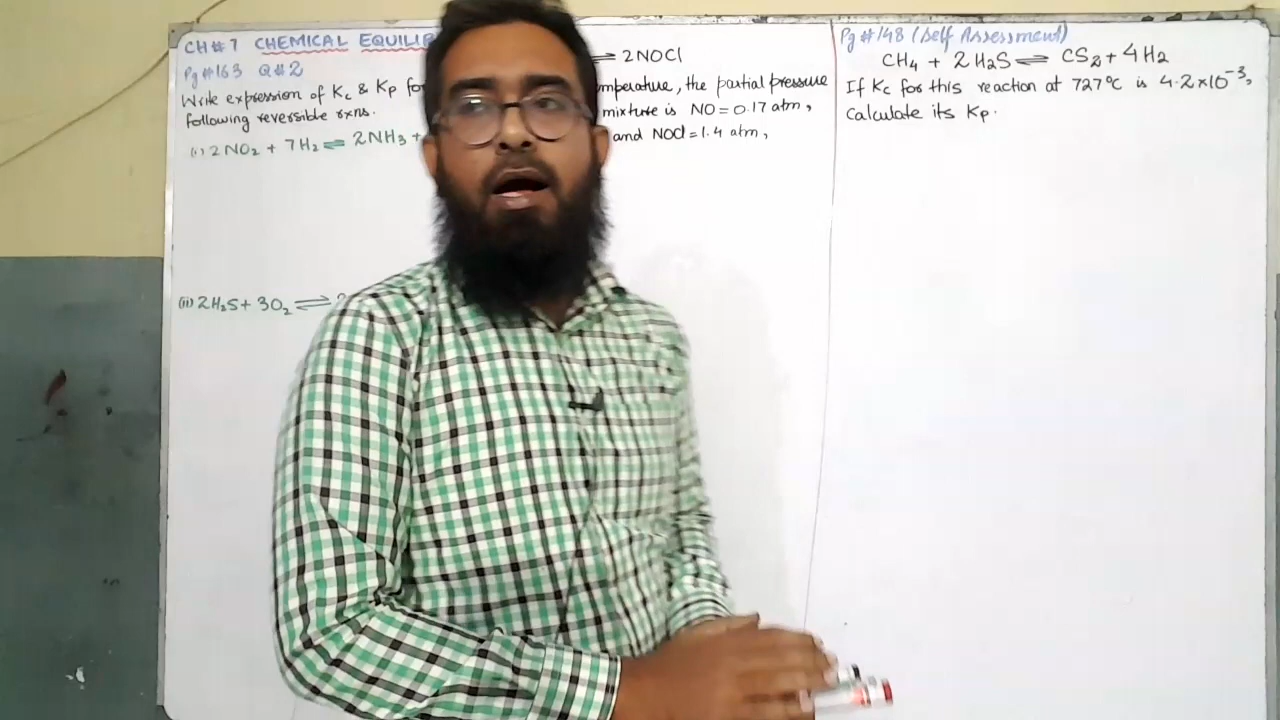 CH#7 CHEMICAL EQUILIB
Pg#163 Q#2
Write expression of Kc & Kp for
following reversible rxns.
(i) 2NO₂ + 7H₂ ⇌ 2NH₃ +
(ii) 2H₂S + 3O₂ ⇌
⇌ 2NOCl
temperature, the partial pressure
mixture is NO = 0.17 atm,
and NOCl = 1.4 atm,
Pg#148 (Self Assessment)
CH₄ + 2H₂S ⇌ CS₂ + 4H₂
If Kc for this reaction at 727°C is 4.2×10⁻³,
Calculate its Kp.